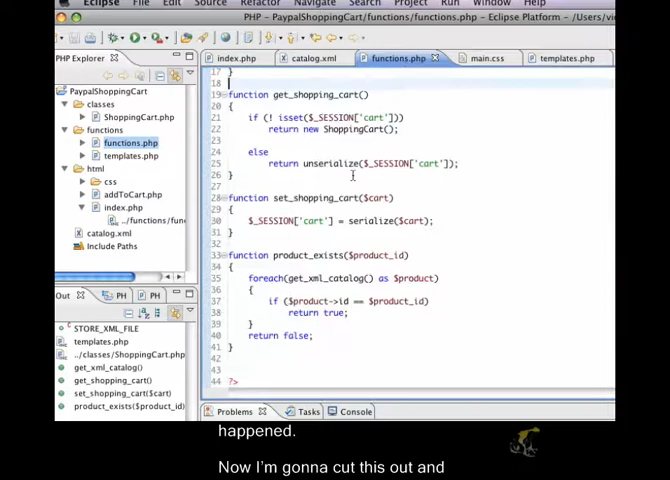 Eclipse File Edit Source Refactor Navigate Search Project Run Window Help
PHP - PaypalShoppingCart/functions/functions.php - Eclipse Platform - /Users/vic
PHP Explorer
index.php catalog.xml functions.php main.css templates.php
PaypalShoppingCart
classes
ShoppingCart.php
functions
functions.php
templates.php
html
css
addToCart.php
index.php
../functions/func
catalog.xml
Include Paths
Out PH PH
STORE_XML_FILE
templates.php
../classes/ShoppingCart.php
get_xml_catalog()
get_shopping_cart()
set_shopping_cart($cart)
product_exists($product_id)
17 }
18
19 function get_shopping_cart()
20 {
21 if (! isset($_SESSION['cart']))
22 return new ShoppingCart();
23
24 else
25 return unserialize($_SESSION['cart']);
26 }
27
28 function set_shopping_cart($cart)
29 {
30 $_SESSION['cart'] = serialize($cart);
31 }
32
33 function product_exists($product_id)
34 {
35 foreach(get_xml_catalog() as $product)
36 {
37 if ($product->id == $product_id)
38 return true;
39 }
40 return false;
41 }
42
43
44 ?>
Problems Tasks Console
happened.
Now I'm gonna cut this out and